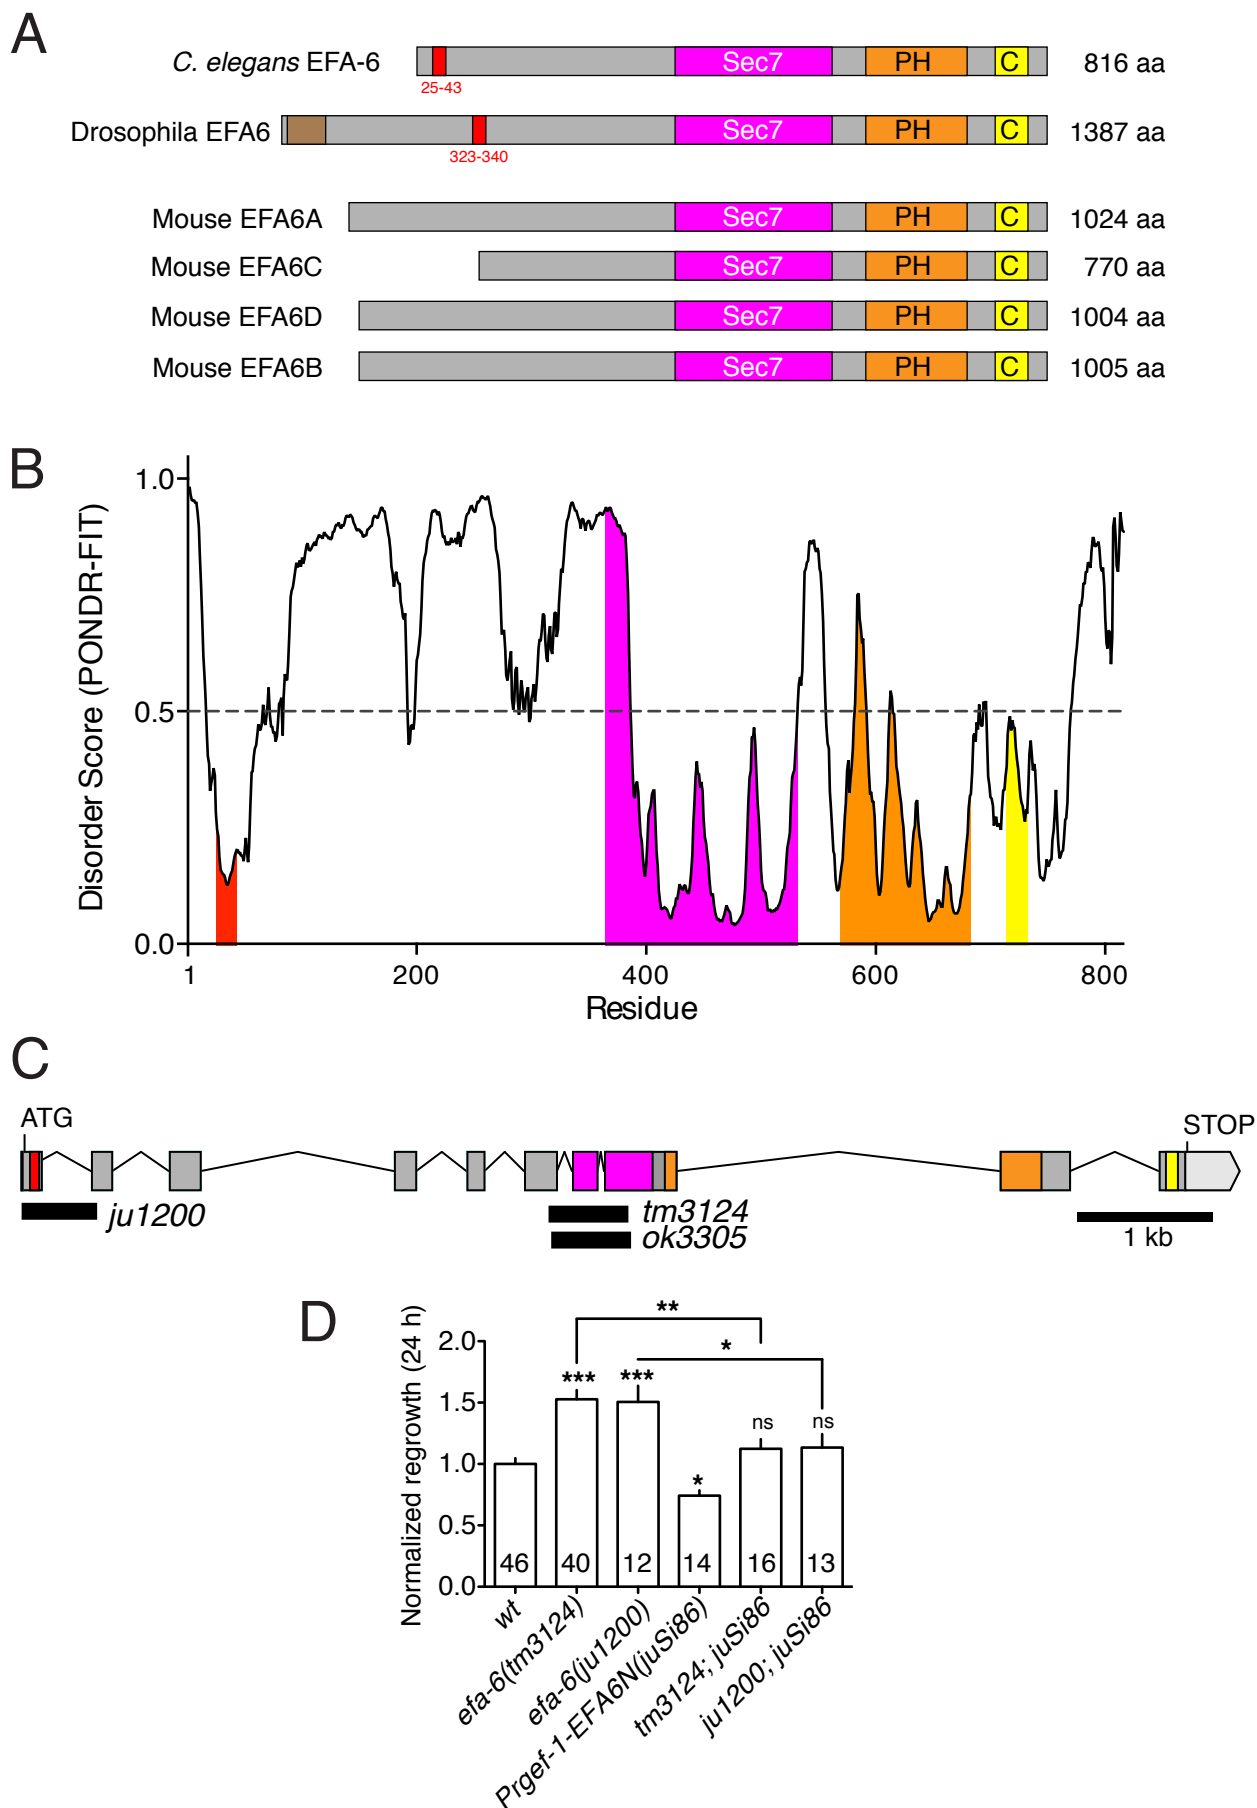 A
C. elegans EFA-6 Sec7 PH C 816 aa
25-43
Drosophila EFA6 Sec7 PH C 1387 aa
323-340
Mouse EFA6A Sec7 PH C 1024 aa
Mouse EFA6C Sec7 PH C 770 aa
Mouse EFA6D Sec7 PH C 1004 aa
Mouse EFA6B Sec7 PH C 1005 aa
B
Disorder Score (PONDR-FIT)
1.0
0.5
0.0
1 200 400 600 800
Residue
C
ATG STOP
ju1200 tm3124
ok3305 1 kb
D
Normalized regrowth (24 h)
2.0
1.5
1.0
0.5
0.0
**
*
*** ***
ns ns
*
46 40 12 14 16 13
wt
efa-6(tm3124)
efa-6(ju1200)
Prgef-1-EFA6N(juSi86)
tm3124; juSi86
ju1200; juSi86